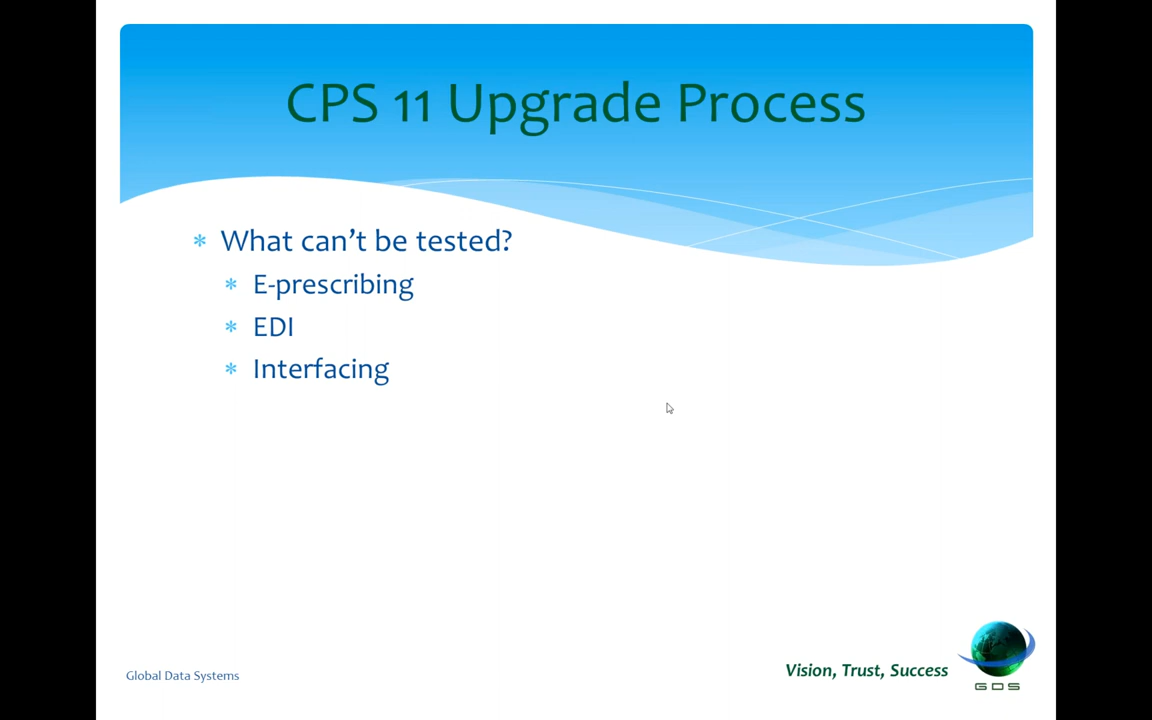 CPS 11 Upgrade Process
* What can’t be tested?
* E-prescribing
* EDI
* Interfacing
Global Data Systems
Vision, Trust, Success
GDS